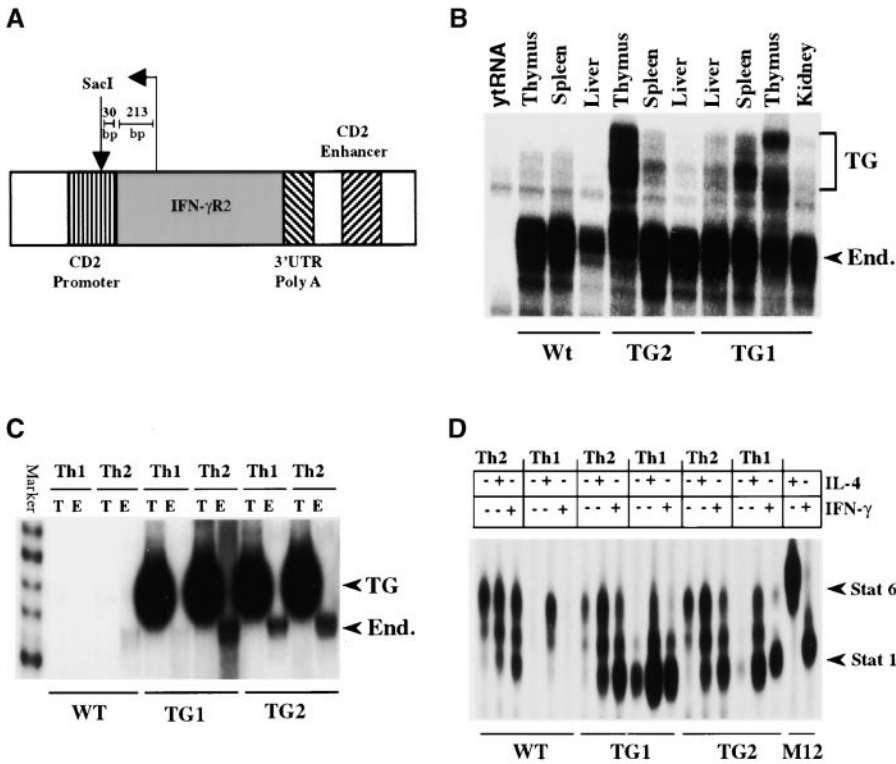 A
SacI
30 213
bp bp
CD2
Enhancer
IFN-γR2
CD2
Promoter
3'UTR
Poly A
B
ytRNA
Thymus
Spleen
Liver
Thymus
Spleen
Liver
Liver
Spleen
Thymus
Kidney
TG
End.
Wt TG2 TG1
C
Marker
Th1 Th2 Th1 Th2 Th1 Th2
T E T E T E T E T E T E
TG
End.
WT TG1 TG2
D
Th2 Th1 Th2 Th1 Th2 Th1
- + - - + - - + - - + - - + - - + - + - IL-4
- - + - - + - - + - - + - - + - - + - + IFN-γ
Stat 6
Stat 1
WT TG1 TG2 M12